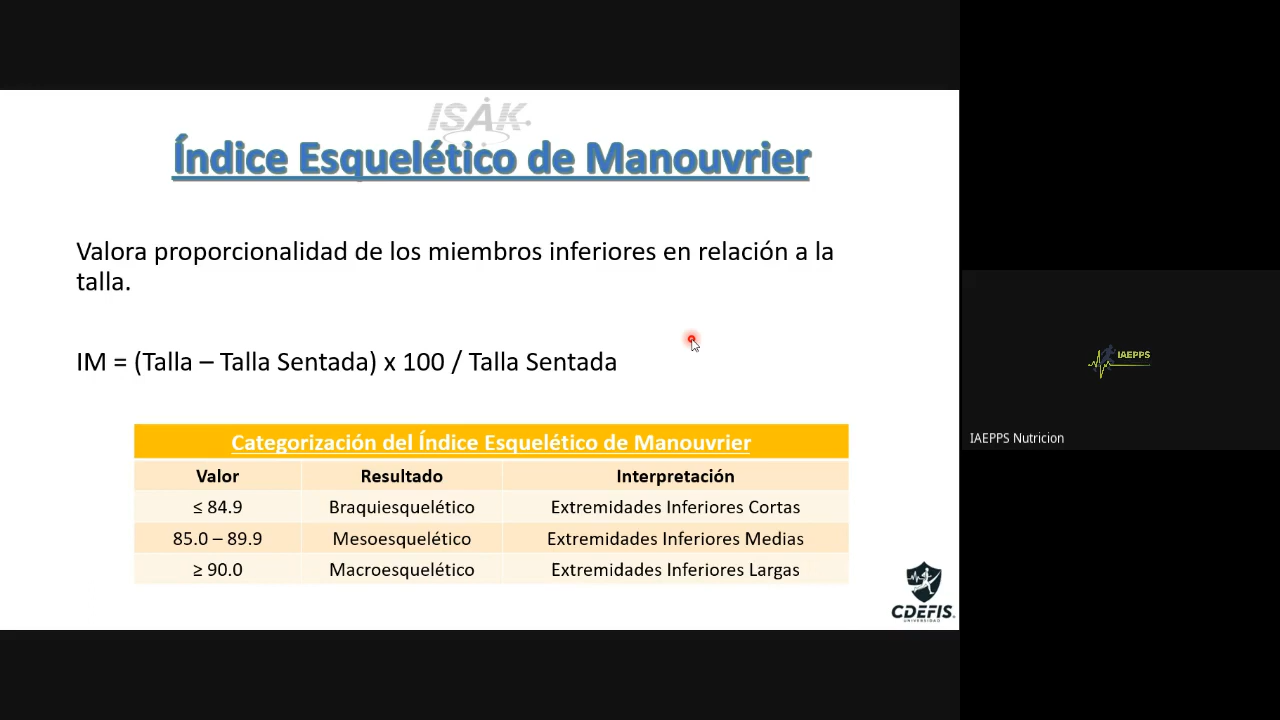 ISAK
Índice Esquelético de Manouvrier
Valora proporcionalidad de los miembros inferiores en relación a la
talla.
IM = (Talla – Talla Sentada) x 100 / Talla Sentada
Categorización del Índice Esquelético de Manouvrier
Valor Resultado Interpretación
≤ 84.9 Braquiesquelético Extremidades Inferiores Cortas
85.0 – 89.9 Mesoesquelético Extremidades Inferiores Medias
≥ 90.0 Macroesquelético Extremidades Inferiores Largas
CDEFIS
UNIVERSIDAD
IAEPPS
IAEPPS Nutricion